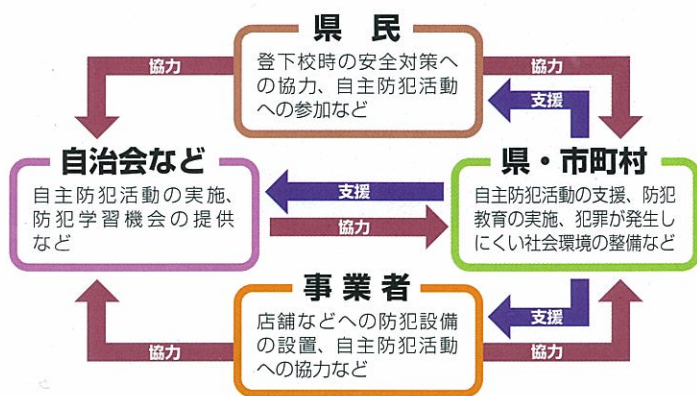 県民
登下校時の安全対策へ
の協力、自主防犯活動
への参加など
協力
協力
支援
自治会など
自主防犯活動の実施、
防犯学習機会の提供
など
支援
協力
県・市町村
自主防犯活動の支援、防犯
教育の実施、犯罪が発生し
にくい社会環境の整備など
事業者
店舗などへの防犯設備
の設置、自主防犯活動
への協力など
支援
協力
協力